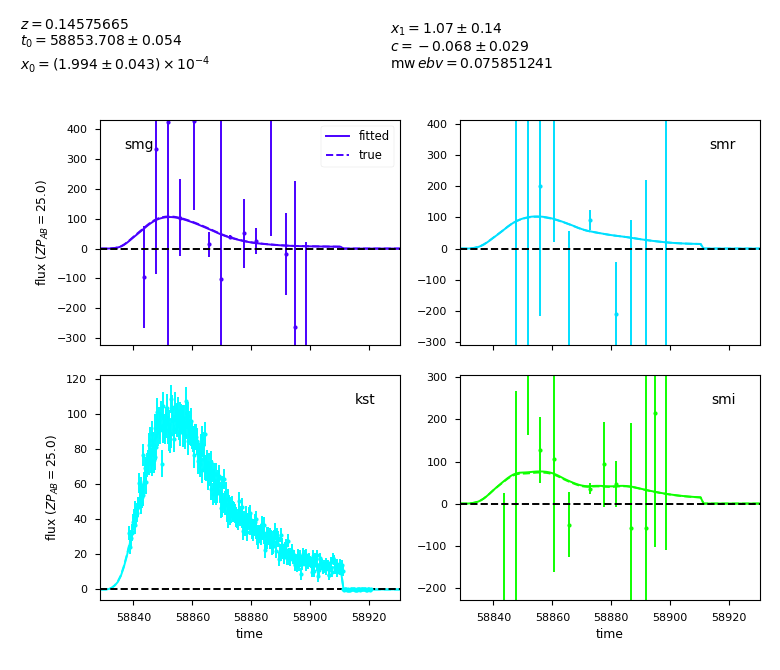 z = 0.14575665
t0 = 58853.708 ± 0.054
x0 = (1.994 ± 0.043) × 10^-4
x1 = 1.07 ± 0.14
c = −0.068 ± 0.029
mw ebv = 0.075851241
smg
fitted
true
400
300
200
100
0
−100
−200
−300
flux (ZP_AB = 25.0)
smr
400
300
200
100
0
−100
−200
−300
kst
120
100
80
60
40
20
0
flux (ZP_AB = 25.0)
58840 58860 58880 58900 58920
time
smi
300
200
100
0
−100
−200
58840 58860 58880 58900 58920
time